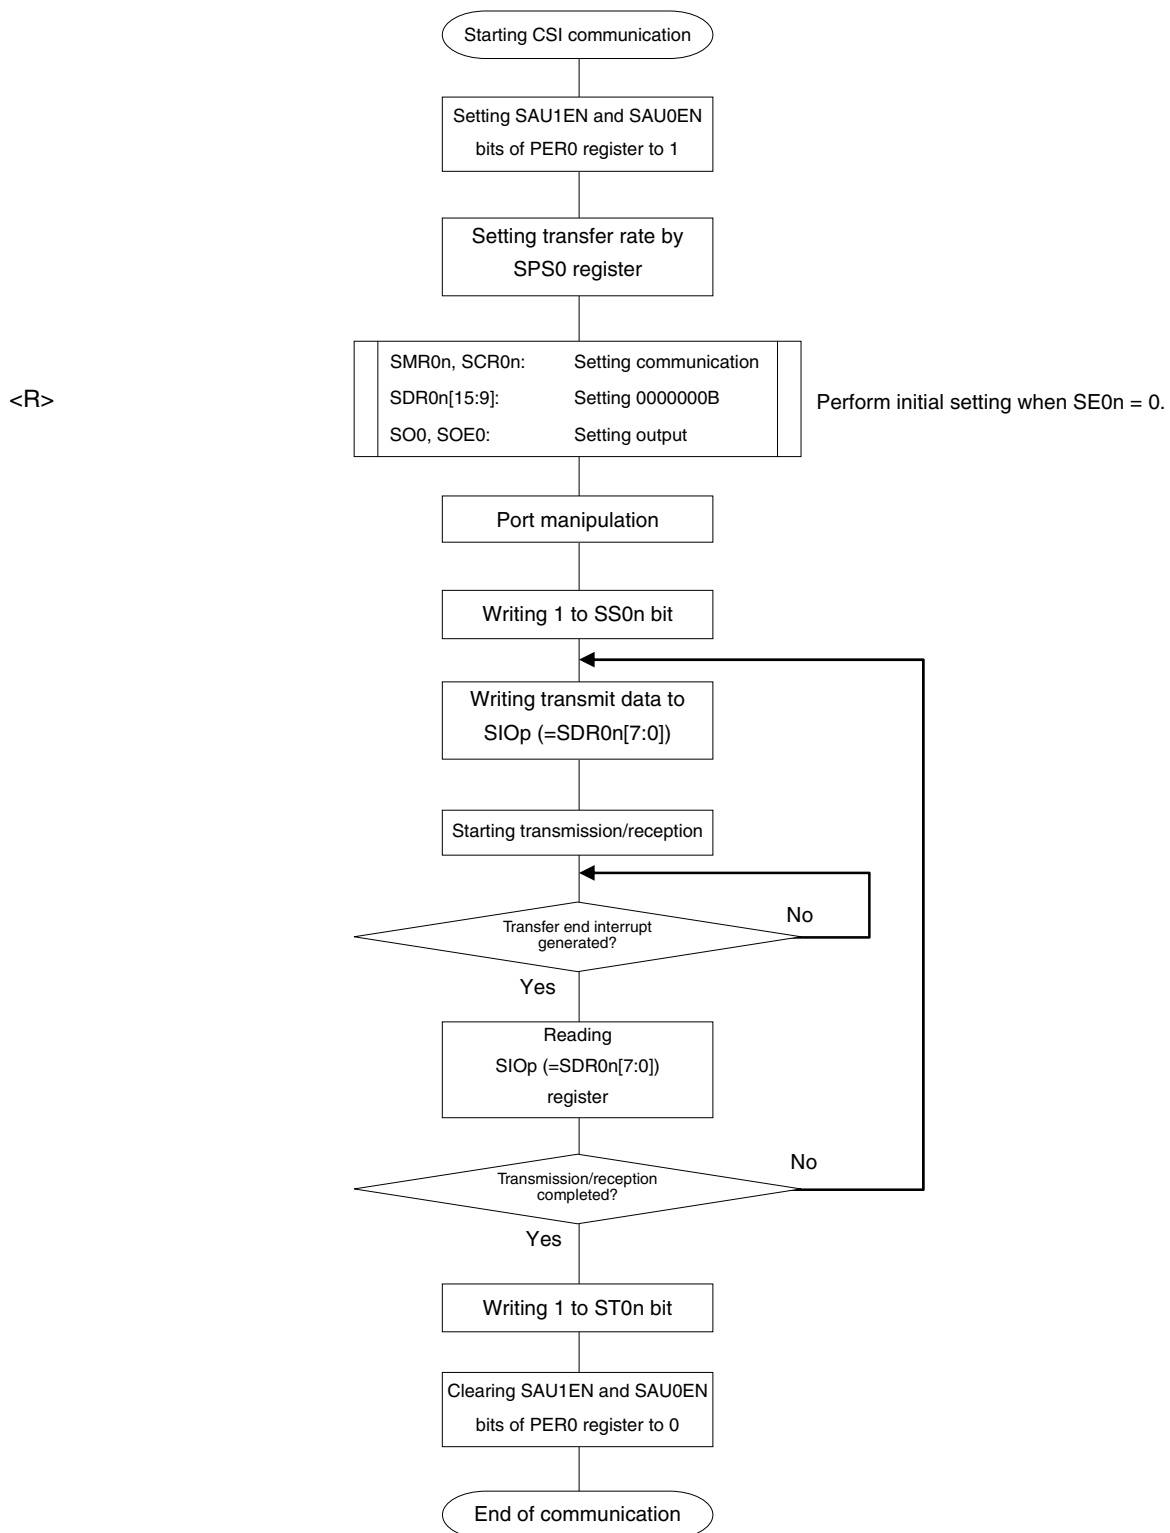 Starting CSI communication
Setting SAU1EN and SAU0EN
bits of PER0 register to 1
Setting transfer rate by
SPS0 register
<R>
SMR0n, SCR0n: Setting communication
SDR0n[15:9]: Setting 0000000B
SO0, SOE0: Setting output
Perform initial setting when SE0n = 0.
Port manipulation
Writing 1 to SS0n bit
Writing transmit data to
SIOp (=SDR0n[7:0])
Starting transmission/reception
Transfer end interrupt
generated?
No
Yes
Reading
SIOp (=SDR0n[7:0])
register
Transmission/reception
completed?
No
Yes
Writing 1 to ST0n bit
Clearing SAU1EN and SAU0EN
bits of PER0 register to 0
End of communication